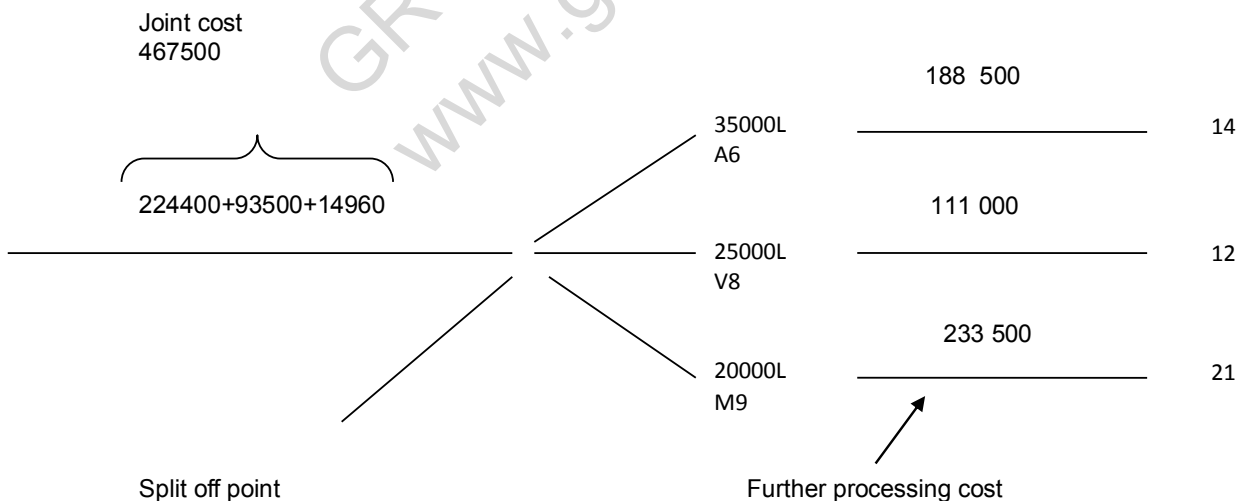 Joint cost
467500
188 500
35000L
A6
14
224400+93500+14960
111 000
25000L
V8
12
233 500
20000L
M9
21
Split off point
Further processing cost